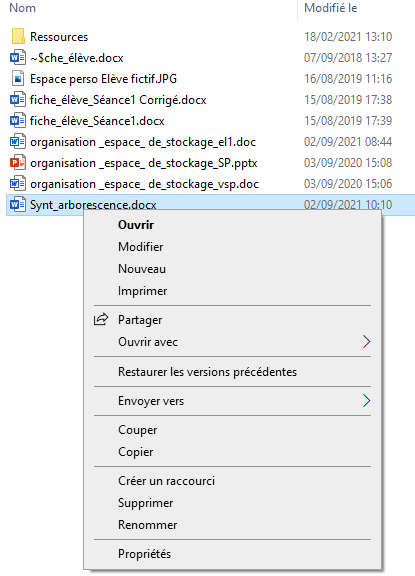 Nom Modifié le
Ressources 18/02/2021 13:10
~$che_élève.docx 07/09/2018 13:27
Espace perso Elève fictif.JPG 16/08/2019 11:16
fiche_élève_Séance1 Corrigé.docx 15/08/2019 17:38
fiche_élève_Séance1.docx 15/08/2019 17:39
organisation _espace_ de_stockage_el1.doc 02/09/2021 08:44
organisation _espace_ de_stockage_SP.pptx 03/09/2020 15:08
organisation _espace_ de_stockage_vsp.doc 03/09/2020 15:06
Synt_arborescence.docx 02/09/2021 10:10
Ouvrir
Modifier
Nouveau
Imprimer
Partager
Ouvrir avec
Restaurer les versions précédentes
Envoyer vers
Couper
Copier
Créer un raccourci
Supprimer
Renommer
Propriétés